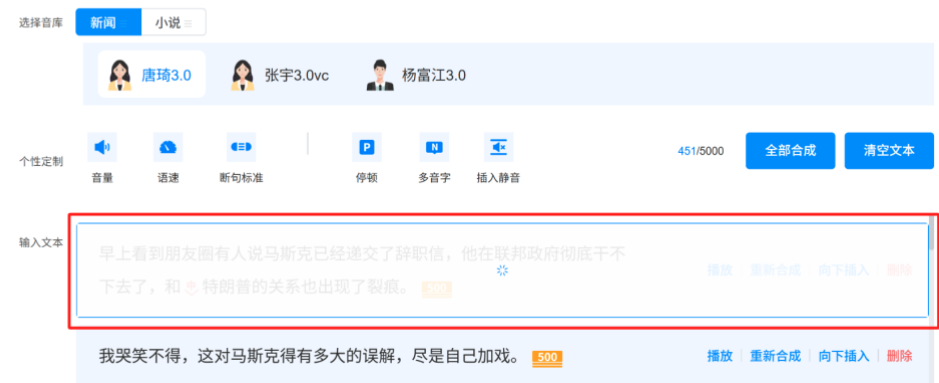 选择音库 新闻 小说
唐琦3.0 张宇3.0vc 杨富江3.0
个性定制 音量 语速 断句标准 P 停顿 N 多音字 插入静音 451/5000 全部合成 清空文本
输入文本
早上看到朋友圈有人说马斯克已经递交了辞职信，他在联邦政府彻底干不
下去了，和 特朗普的关系也出现了裂痕。 500 播放 重新合成 向下插入 删除
我哭笑不得，这对马斯克得有多大的误解，尽是自己加戏。 500 播放 重新合成 向下插入 删除